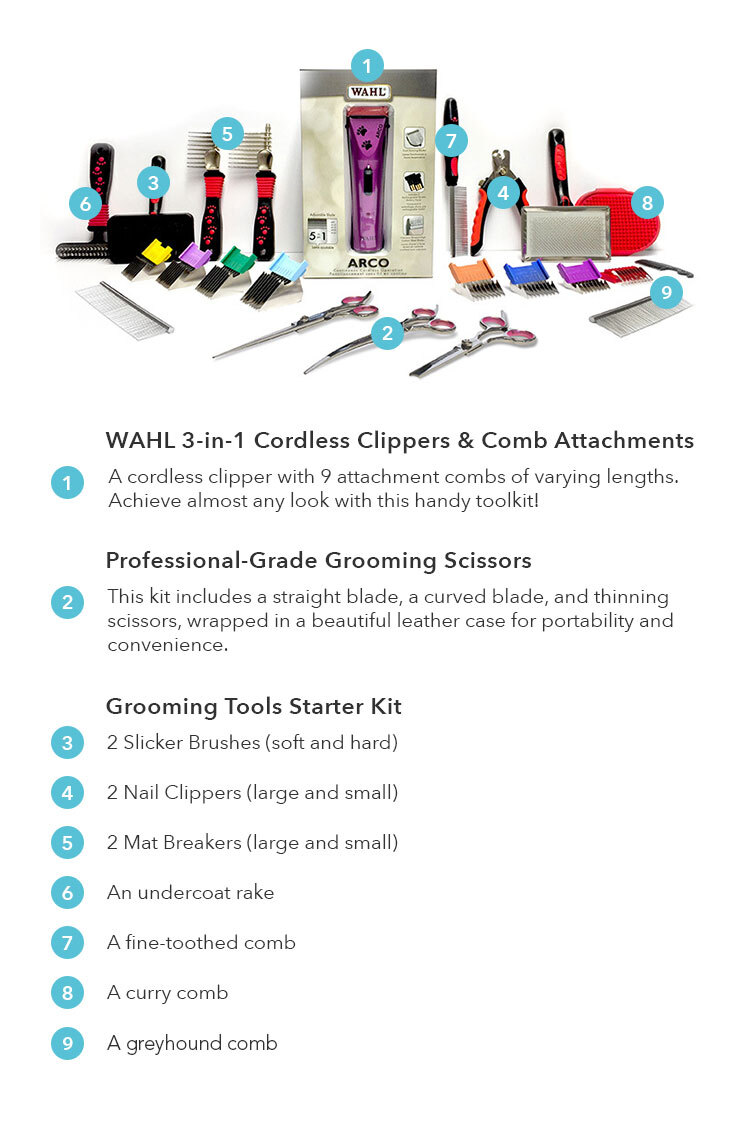 1
WAHL
5
7
3
4
6
8
ARCO
5 in 1
WAHL
ARCO
9
2
WAHL 3-in-1 Cordless Clippers & Comb Attachments
1
A cordless clipper with 9 attachment combs of varying lengths.
Achieve almost any look with this handy toolkit!
Professional-Grade Grooming Scissors
2
This kit includes a straight blade, a curved blade, and thinning
scissors, wrapped in a beautiful leather case for portability and
convenience.
Grooming Tools Starter Kit
3 2 Slicker Brushes (soft and hard)
4 2 Nail Clippers (large and small)
5 2 Mat Breakers (large and small)
6 An undercoat rake
7 A fine-toothed comb
8 A curry comb
9 A greyhound comb